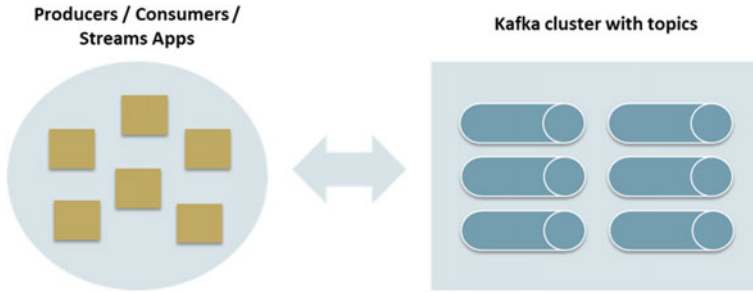 Producers / Consumers /
Streams Apps
Kafka cluster with topics